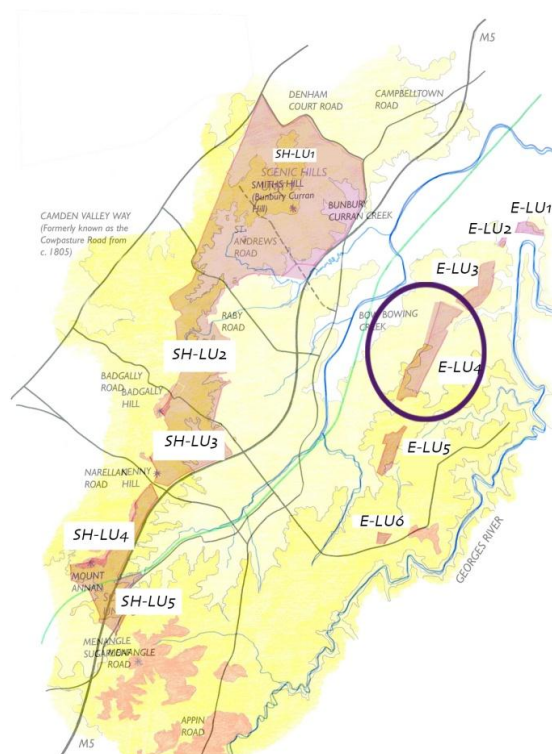 M5
DENHAM
COURT ROAD
CAMPBELLTOWN
ROAD
SH-LU1
SCENIC HILLS
SMITHS HILL
(Bunbury Curran
Hill)
BUNBURY
CURRAN CREEK
ST
ANDREWS
ROAD
CAMDEN VALLEY WAY
(Formerly known as the
Cowpasture Road from
c. 1805)
E-LU1
E-LU2
E-LU3
RABY
ROAD
BOW BOWING
CREEK
SH-LU2
E-LU4
BADGALLY
ROAD
BADGALLY
HILL
SH-LU3
E-LU5
NARELLAN
ROAD
KENNY
HILL
SH-LU4
E-LU6
GEORGES RIVER
MOUNT
ANNAN
SH-LU5
MENANGLE
ROAD
APPIN
ROAD
M5